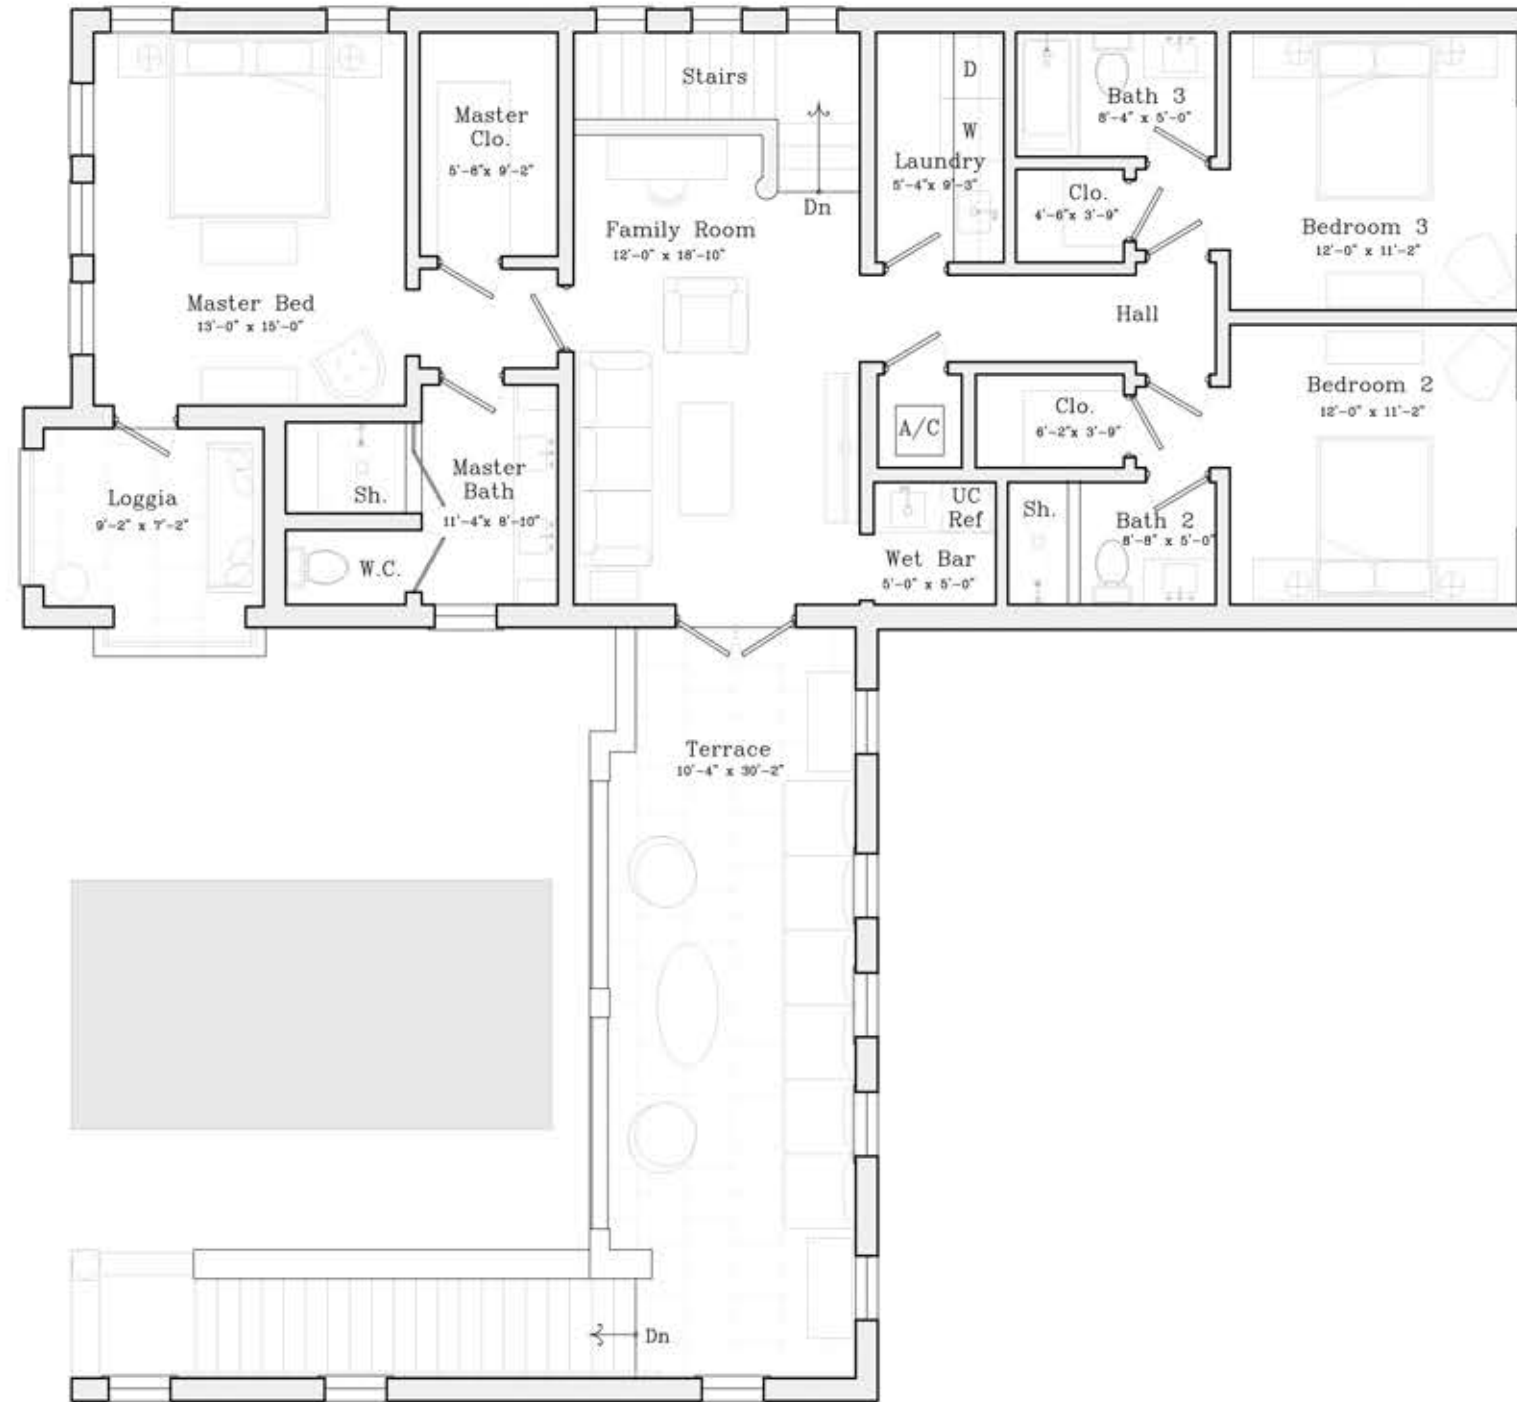 Stairs
D
Bath 3
8'-4" x 5'-0"
Master
Clo.
5'-6"x 9'-2"
W
Laundry
5'-4"x 9'-3"
Clo.
4'-6"x 3'-9"
Dn
Family Room
12'-0" x 18'-10"
Bedroom 3
12'-0" x 11'-2"
Master Bed
13'-0" x 15'-0"
Hall
Bedroom 2
12'-0" x 11'-2"
Clo.
6'-2"x 3'-9"
A/C
Master
Bath
11'-4"x 8'-10"
Sh.
Loggia
9'-2" x 7'-2"
UC
Ref
Sh.
Bath 2
8'-8" x 5'-0"
W.C.
Wet Bar
5'-0" x 5'-0"
Terrace
10'-4" x 30'-2"
Dn